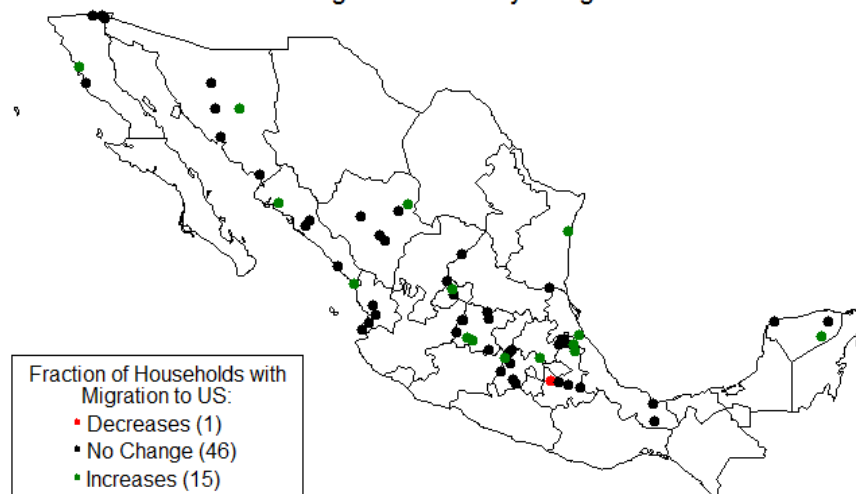 Fraction of Households with
Migration to US:
Decreases (1)
No Change (46)
Increases (15)